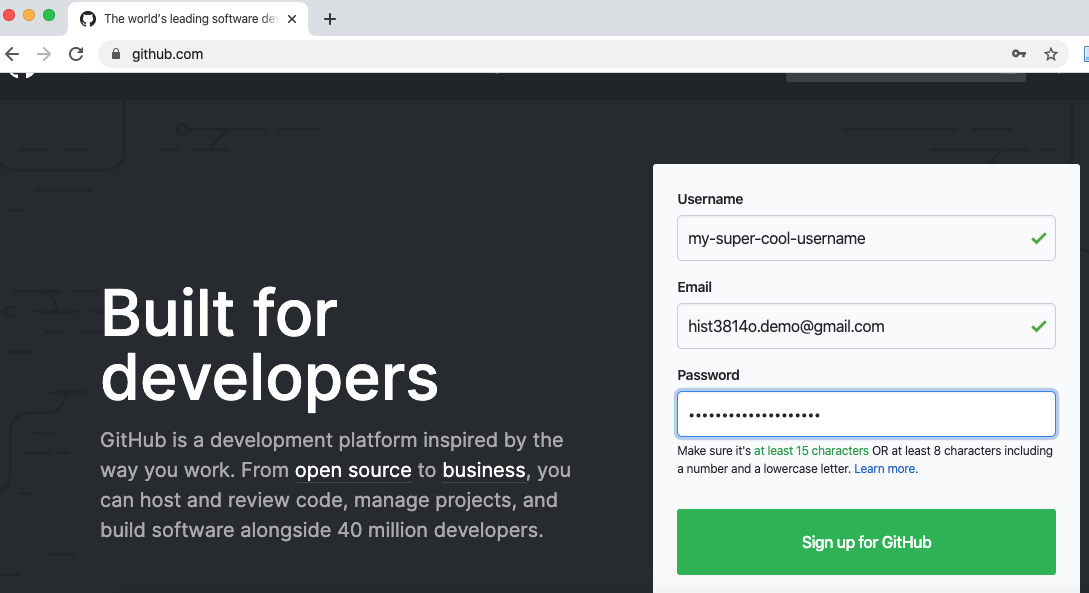 The world's leading software de
github.com
Username
my-super-cool-username
Email
hist3814o.demo@gmail.com
Built for
developers
Password
••••••••••••••••••••
GitHub is a development platform inspired by the
way you work. From open source to business, you
can host and review code, manage projects, and
build software alongside 40 million developers.
Make sure it's at least 15 characters OR at least 8 characters including
a number and a lowercase letter. Learn more.
Sign up for GitHub